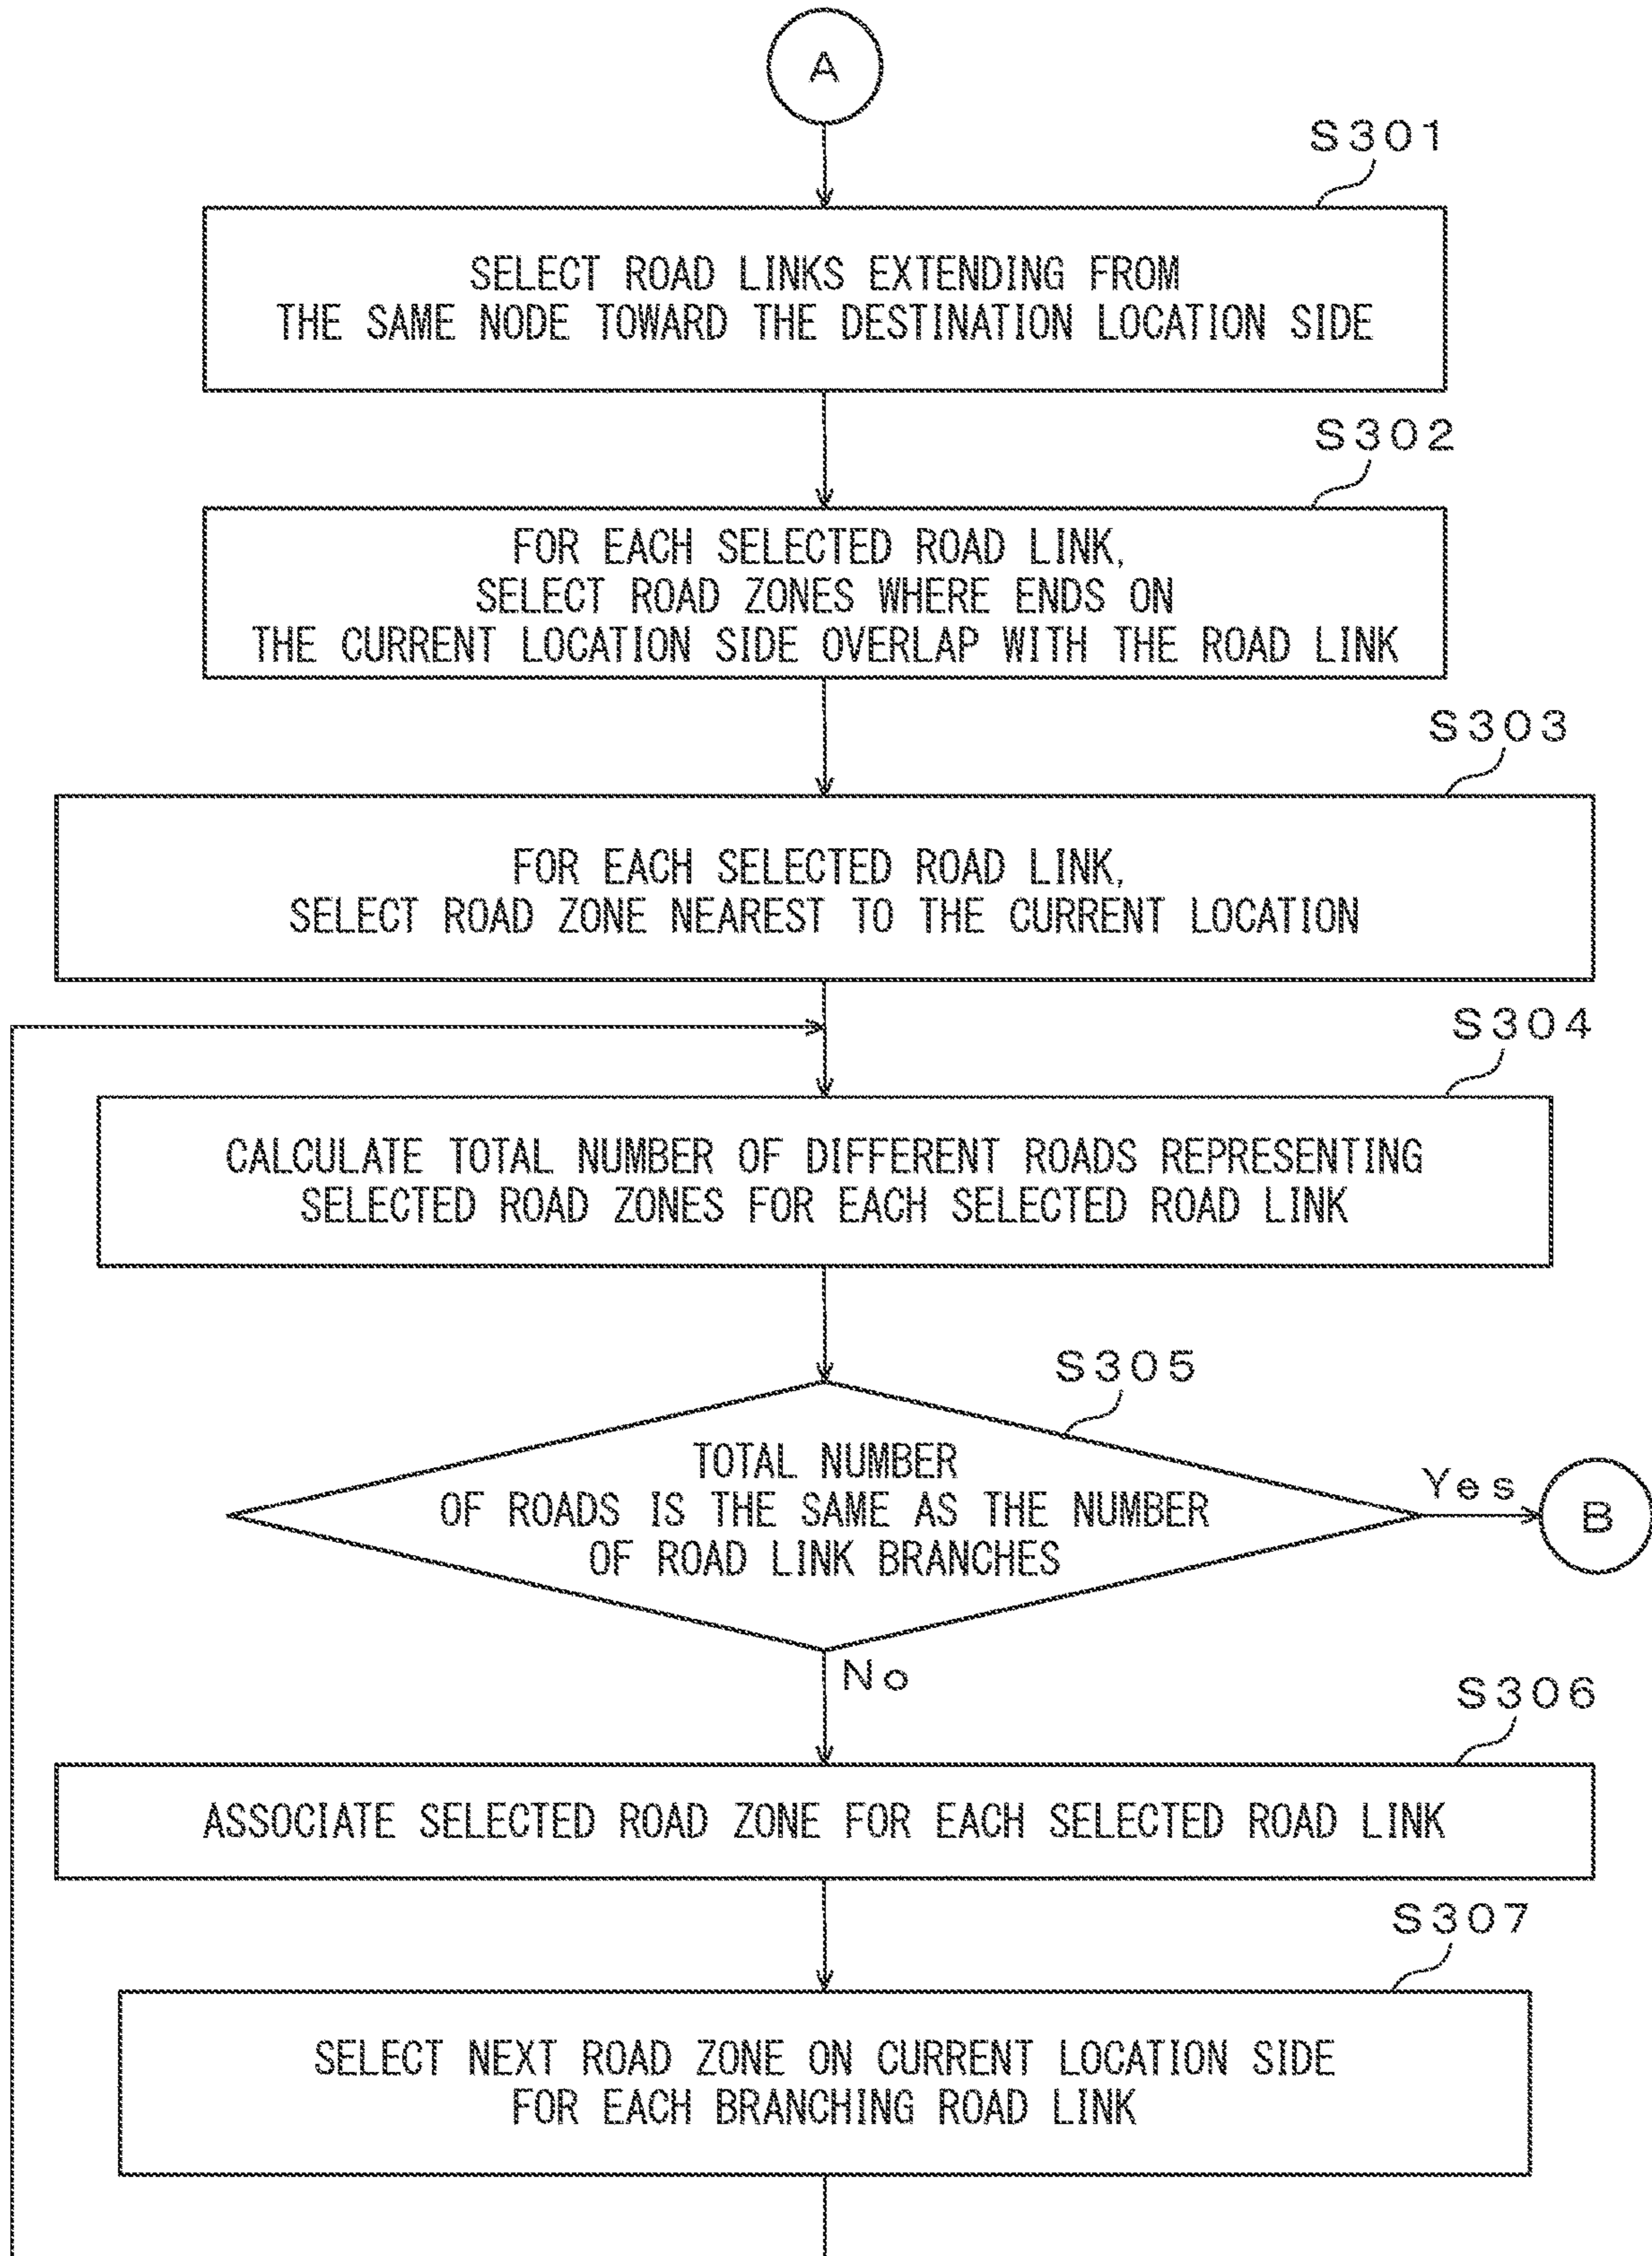 A
S301
SELECT ROAD LINKS EXTENDING FROM
THE SAME NODE TOWARD THE DESTINATION LOCATION SIDE
S302
FOR EACH SELECTED ROAD LINK,
SELECT ROAD ZONES WHERE ENDS ON
THE CURRENT LOCATION SIDE OVERLAP WITH THE ROAD LINK
S303
FOR EACH SELECTED ROAD LINK,
SELECT ROAD ZONE NEAREST TO THE CURRENT LOCATION
S304
CALCULATE TOTAL NUMBER OF DIFFERENT ROADS REPRESENTING
SELECTED ROAD ZONES FOR EACH SELECTED ROAD LINK
S305
TOTAL NUMBER
OF ROADS IS THE SAME AS THE NUMBER
OF ROAD LINK BRANCHES
Yes
B
No
S306
ASSOCIATE SELECTED ROAD ZONE FOR EACH SELECTED ROAD LINK
S307
SELECT NEXT ROAD ZONE ON CURRENT LOCATION SIDE
FOR EACH BRANCHING ROAD LINK